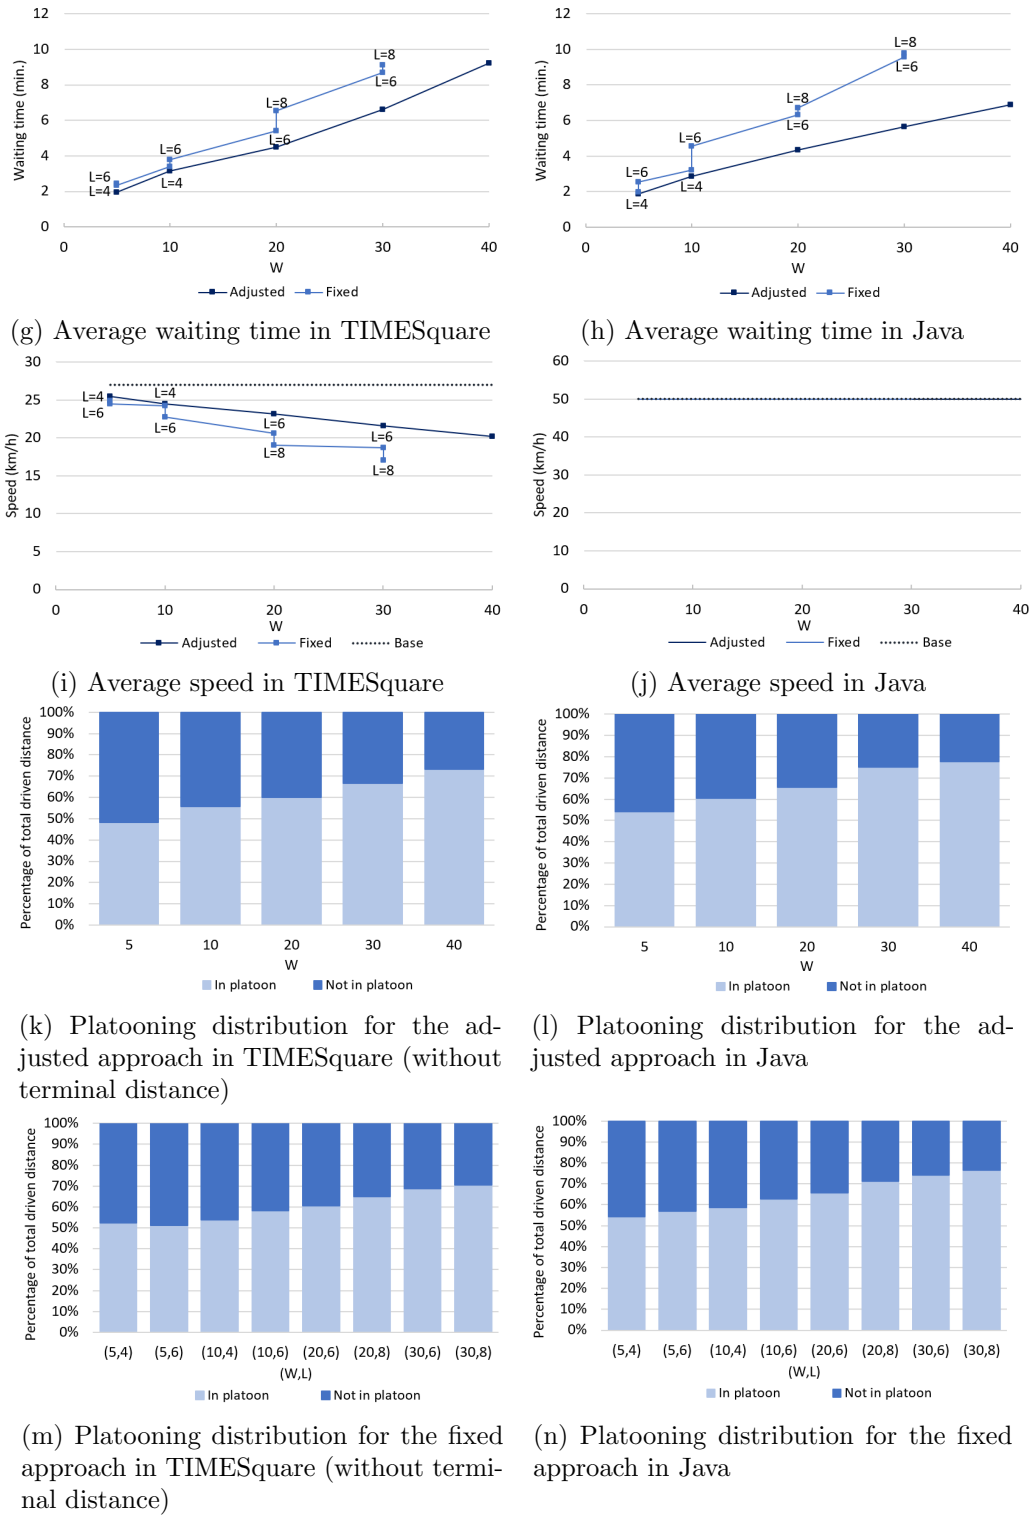 12
10
8
6
4
2
0
Waiting time (min.)
L=6
L=4
L=6
L=4
L=8
L=6
L=8
L=6
0 10 20 30 40
W
Adjusted Fixed
(g) Average waiting time in TIMESquare
12
10
8
6
4
2
0
Waiting time (min.)
L=6
L=4
L=6
L=4
L=8
L=6
L=8
L=6
0 10 20 30 40
W
Adjusted Fixed
(h) Average waiting time in Java
30
25
20
15
10
5
0
Speed (km/h)
L=4
L=6
L=4
L=6
L=6
L=8
L=6
L=8
0 10 20 30 40
W
Adjusted Fixed Base
(i) Average speed in TIMESquare
60
50
40
30
20
10
0
Speed (km/h)
0 10 20 30 40
W
Adjusted Fixed Base
(j) Average speed in Java
100%
90%
80%
70%
60%
50%
40%
30%
20%
10%
0%
Percentage of total driven distance
5 10 20 30 40
W
In platoon Not in platoon
(k) Platooning distribution for the ad-
justed approach in TIMESquare (without
terminal distance)
100%
90%
80%
70%
60%
50%
40%
30%
20%
10%
0%
Percentage of total driven distance
5 10 20 30 40
W
In platoon Not in platoon
(l) Platooning distribution for the ad-
justed approach in Java
100%
90%
80%
70%
60%
50%
40%
30%
20%
10%
0%
Percentage of total driven distance
(5,4) (5,6) (10,4) (10,6) (20,6) (20,8) (30,6) (30,8)
(W,L)
In platoon Not in platoon
(m) Platooning distribution for the fixed
approach in TIMESquare (without termi-
nal distance)
100%
90%
80%
70%
60%
50%
40%
30%
20%
10%
0%
Percentage of total driven distance
(5,4) (5,6) (10,4) (10,6) (20,6) (20,8) (30,6) (30,8)
(W,L)
In platoon Not in platoon
(n) Platooning distribution for the fixed
approach in Java